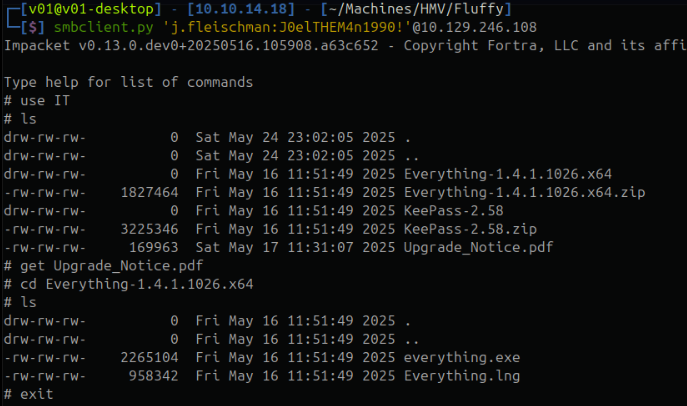 [v01@v01-desktop] - [10.10.14.18] - [~/Machines/HMV/Fluffy]
[$] smbclient.py 'j.fleischman:J0elTHEM4n1990!'@10.129.246.108
Impacket v0.13.0.dev0+20250516.105908.a63c652 - Copyright Fortra, LLC and its affi
Type help for list of commands
# use IT
# ls
drw-rw-rw-          0  Sat May 24 23:02:05 2025 .
drw-rw-rw-          0  Sat May 24 23:02:05 2025 ..
drw-rw-rw-          0  Fri May 16 11:51:49 2025 Everything-1.4.1.1026.x64
-rw-rw-rw-    1827464  Fri May 16 11:51:49 2025 Everything-1.4.1.1026.x64.zip
drw-rw-rw-          0  Fri May 16 11:51:49 2025 KeePass-2.58
-rw-rw-rw-    3225346  Fri May 16 11:51:49 2025 KeePass-2.58.zip
-rw-rw-rw-     169963  Sat May 17 11:31:07 2025 Upgrade_Notice.pdf
# get Upgrade_Notice.pdf
# cd Everything-1.4.1.1026.x64
# ls
drw-rw-rw-          0  Fri May 16 11:51:49 2025 .
drw-rw-rw-          0  Fri May 16 11:51:49 2025 ..
-rw-rw-rw-    2265104  Fri May 16 11:51:49 2025 everything.exe
-rw-rw-rw-     958342  Fri May 16 11:51:49 2025 Everything.lng
# exit